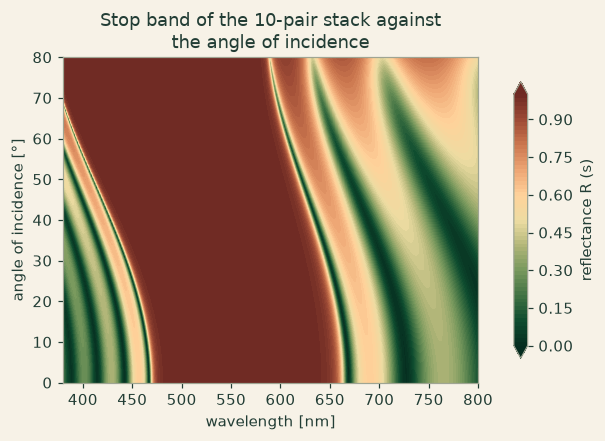 Stop band of the 10-pair stack against
the angle of incidence
80
70
60
50
40
30
20
10
0
angle of incidence [°]
400 450 500 550 600 650 700 750 800
wavelength [nm]
0.90
0.75
0.60
0.45
0.30
0.15
0.00
reflectance R (s)